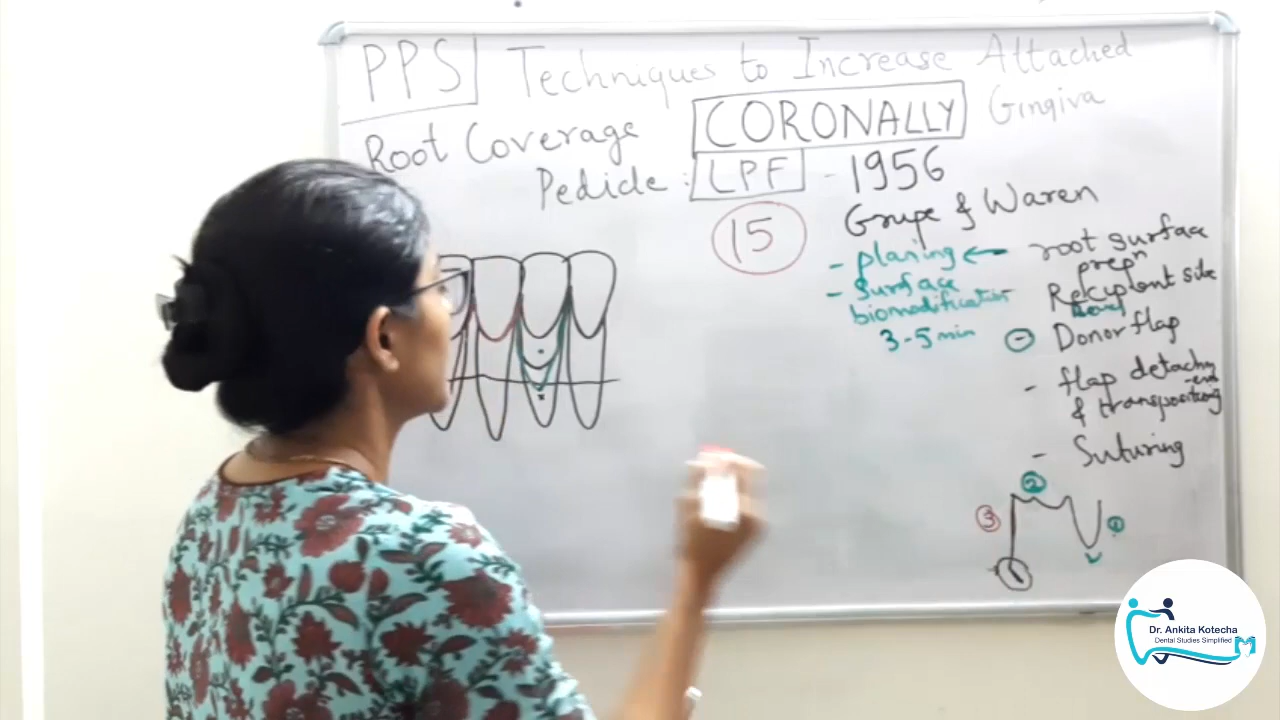 PPS Techniques to Increase Attached Gingiva
Root Coverage CORONALLY
Pedicle : LPF - 1956
15 Grupe & Waren
- planing ← root surface prepn
- surface biomodification
3-5 min
- Recipient site
Bevel
- Donor flap
- flap detachment & transpositiong
- Suturing
②
③
①
Dr. Ankita Kotecha
Dental Studies Simplified